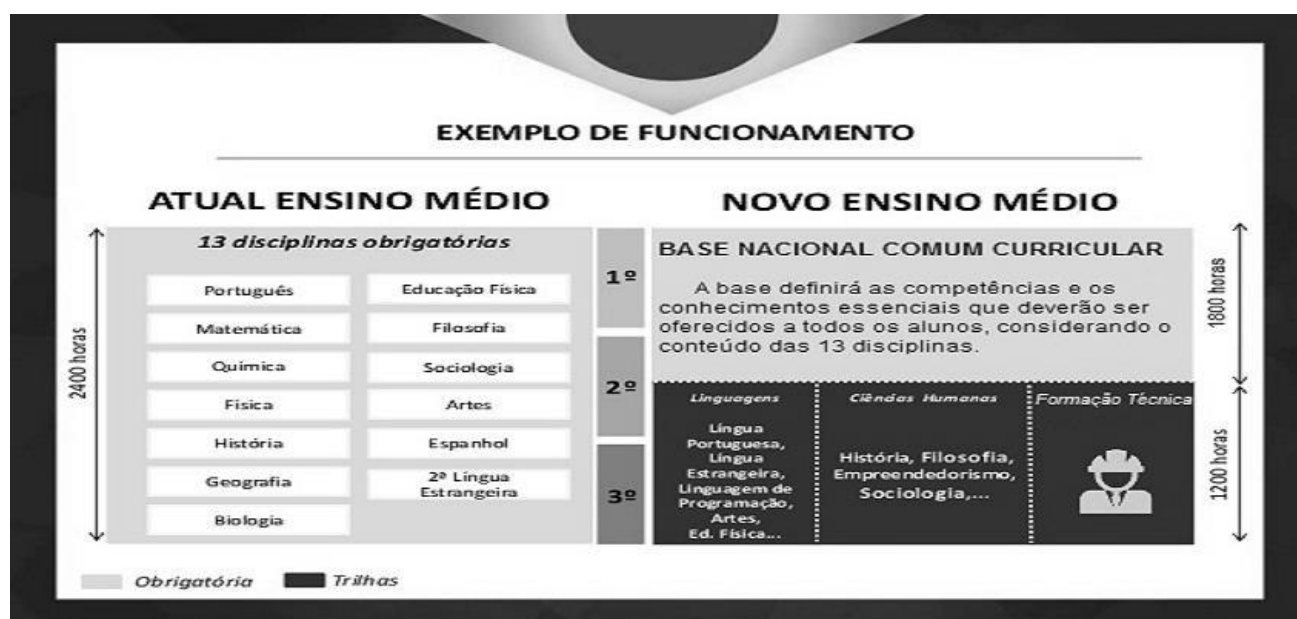 EXEMPLO DE FUNCIONAMENTO
ATUAL ENSINO MÉDIO
13 disciplinas obrigatórias
Português
Educação Física
Matemática
Filosofia
Química
Sociologia
Física
Artes
História
Espanhol
Geografia
2ª Língua
Estrangeira
Biologia
2400 horas
1º
2º
3º
NOVO ENSINO MÉDIO
BASE NACIONAL COMUM CURRICULAR
A base definirá as competências e os
conhecimentos essenciais que deverão ser
oferecidos a todos os alunos, considerando o
conteúdo das 13 disciplinas.
1800 horas
Linguagens
Língua
Portuguesa,
Língua
Estrangeira,
Linguagem de
Programação,
Artes,
Ed. Física...
Ciências Humanas
História, Filosofia,
Empreendedorismo,
Sociologia,...
Formação Técnica
1200 horas
Obrigatória
Trilhas